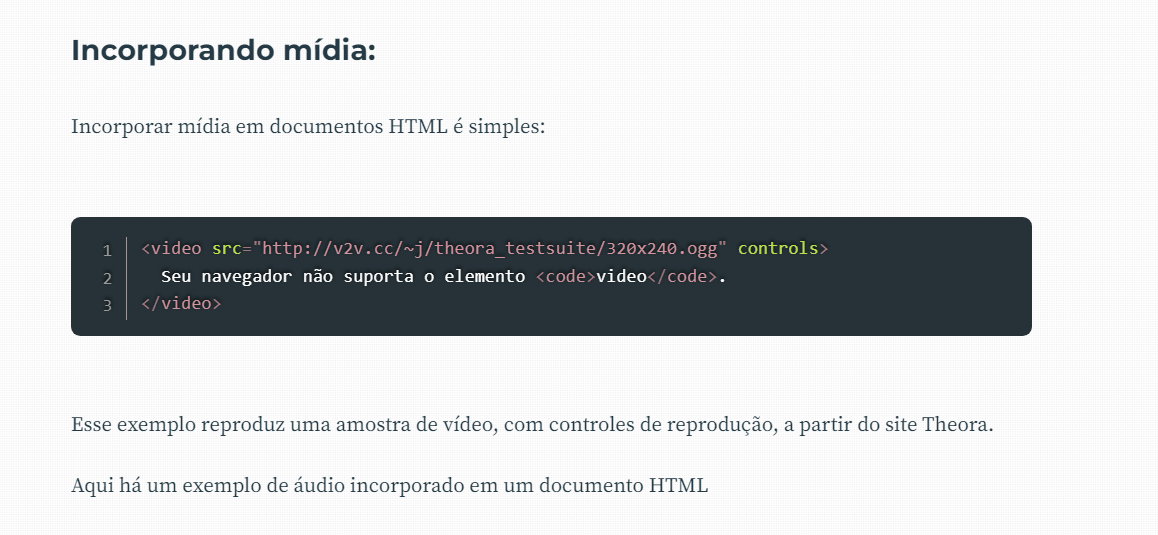 Incorporando mídia:
Incorporar mídia em documentos HTML é simples:
1 <video src="http://v2v.cc/~j/theora_testsuite/320x240.ogg" controls>
2   Seu navegador não suporta o elemento <code>video</code>.
3 </video>
Esse exemplo reproduz uma amostra de vídeo, com controles de reprodução, a partir do site Theora.
Aqui há um exemplo de áudio incorporado em um documento HTML